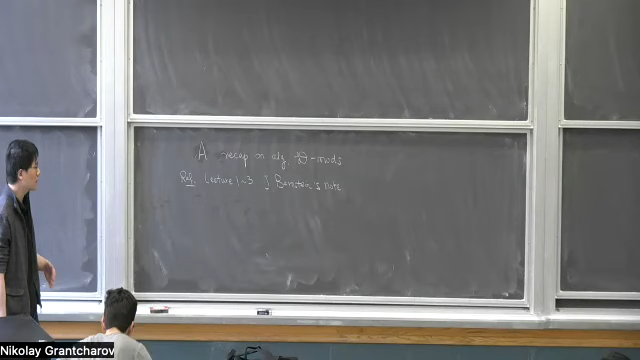 A recap on alg. D-mods
Ref. Lecture 1~3 J Bernstein's note
Nikolay Grantcharov